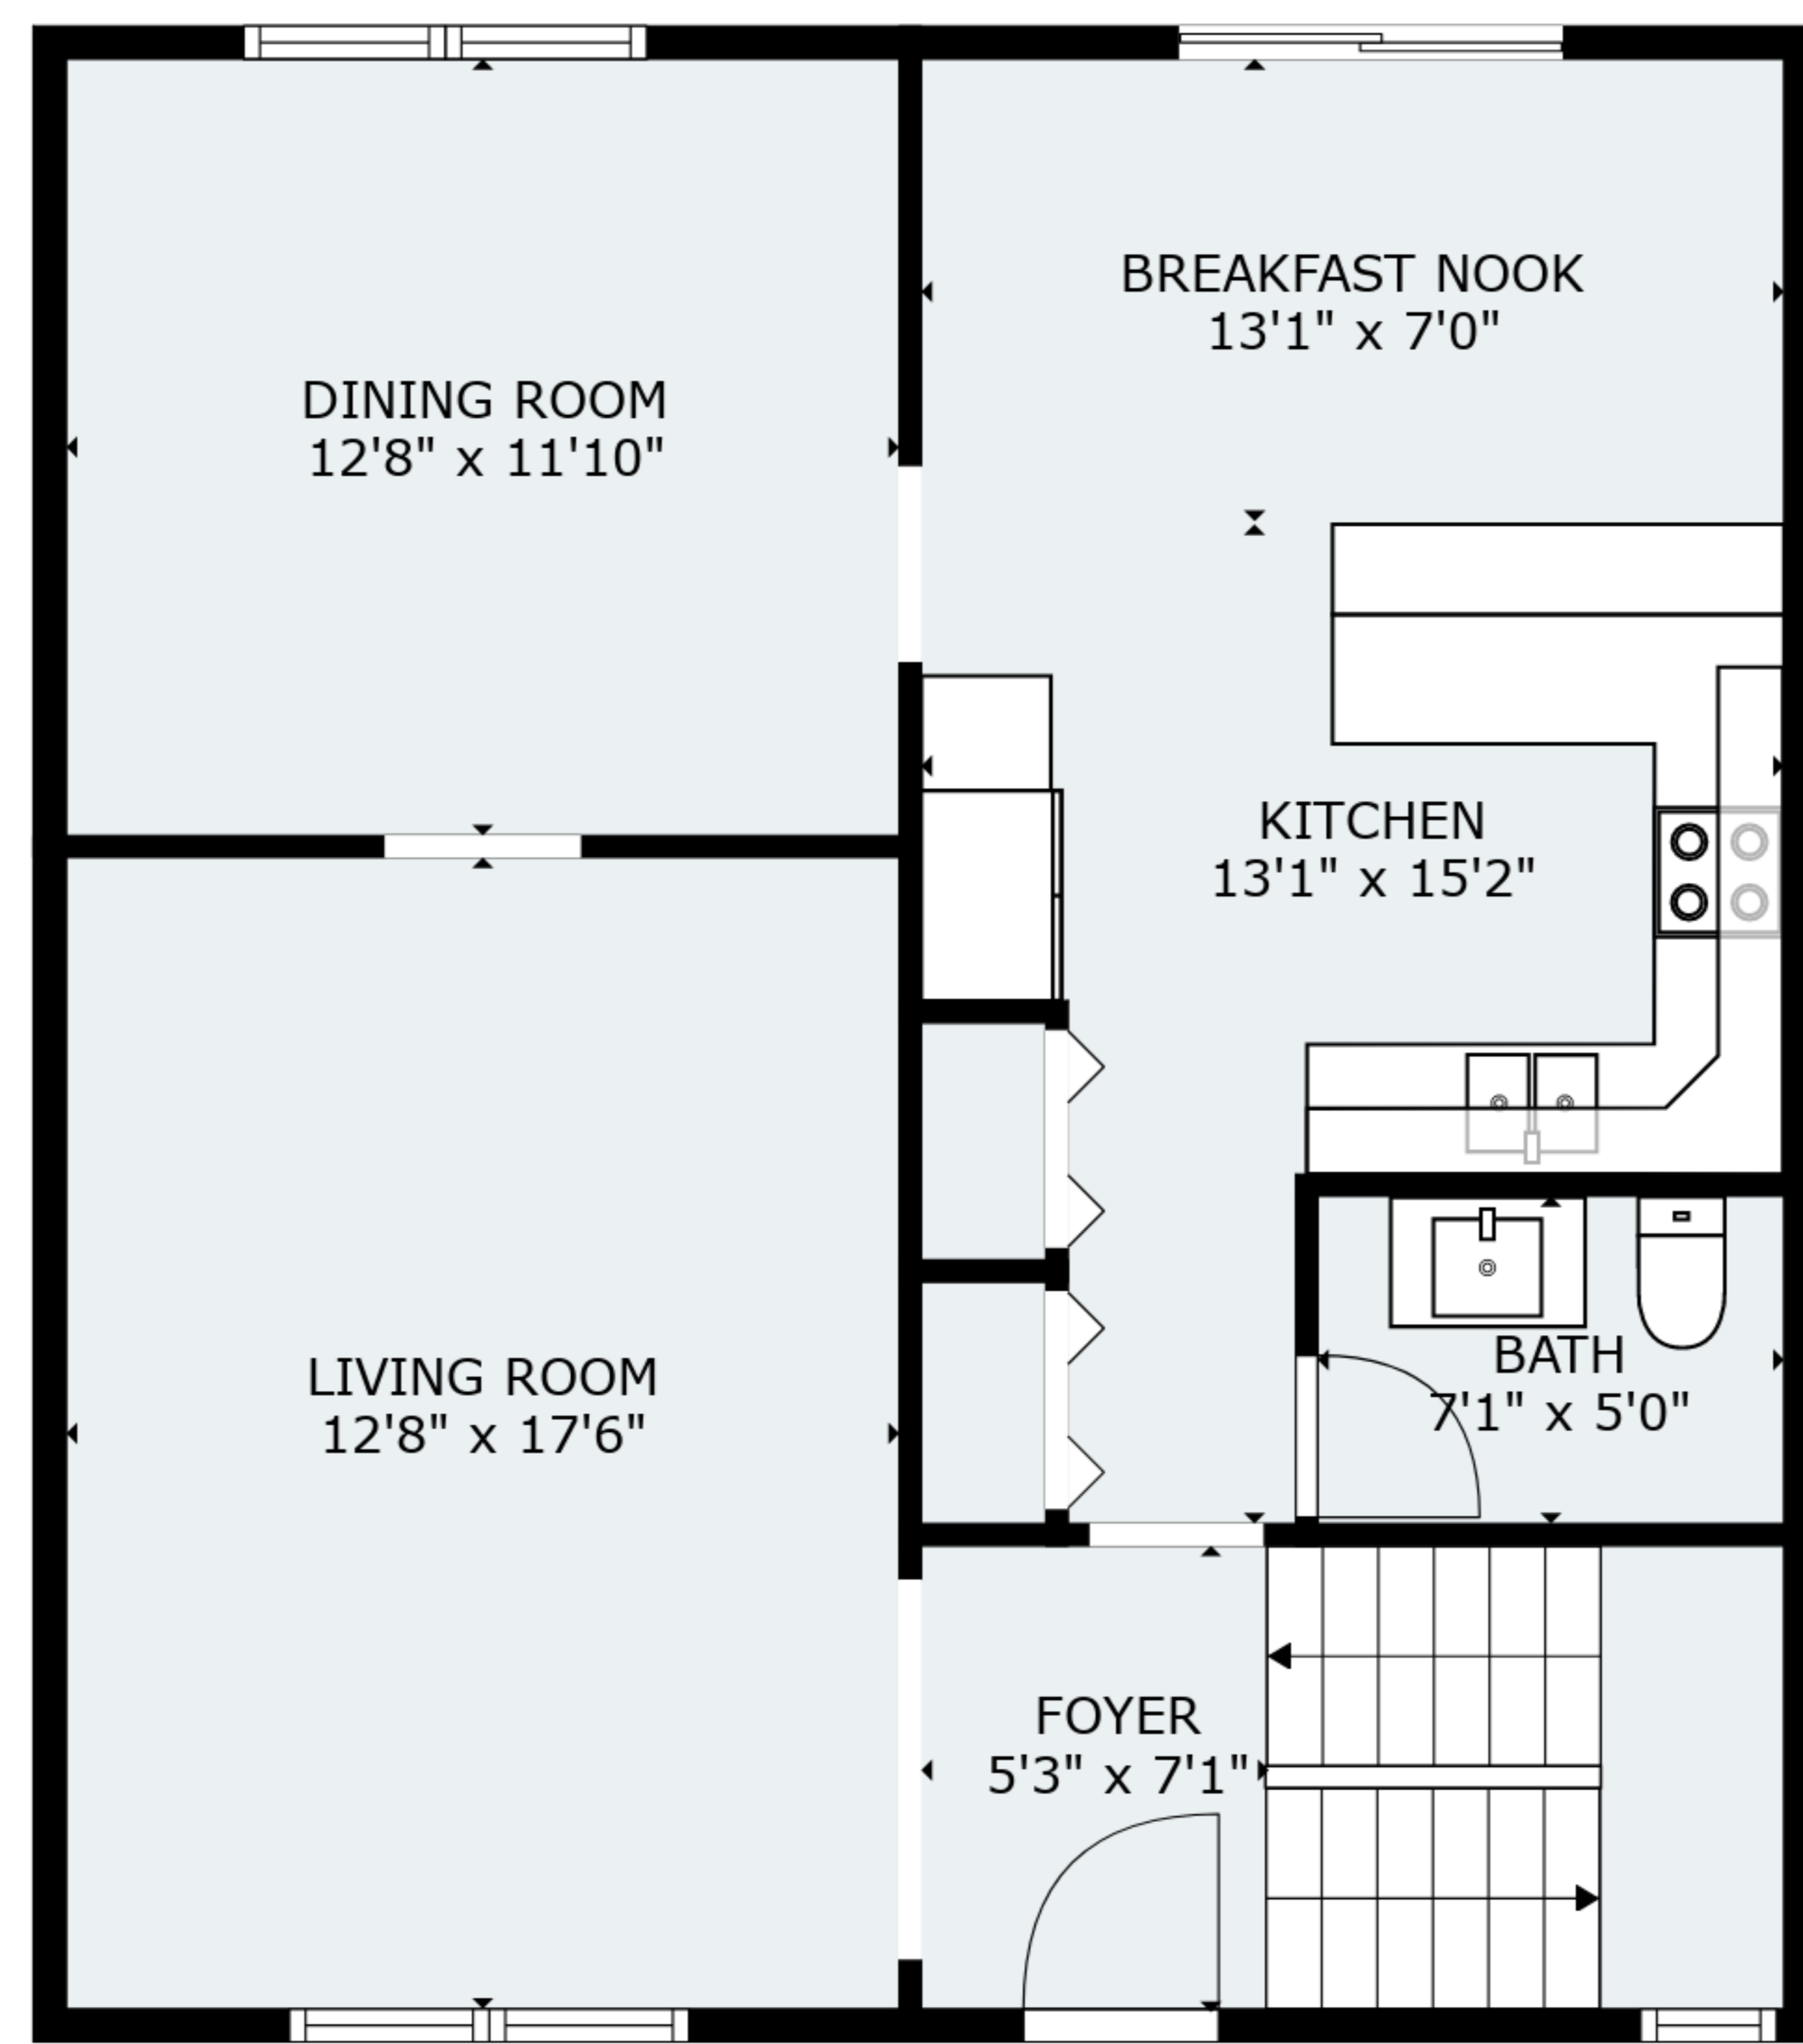 BREAKFAST NOOK
13'1" x 7'0"
DINING ROOM
12'8" x 11'10"
KITCHEN
13'1" x 15'2"
LIVING ROOM
12'8" x 17'6"
BATH
7'1" x 5'0"
FOYER
5'3" x 7'1"